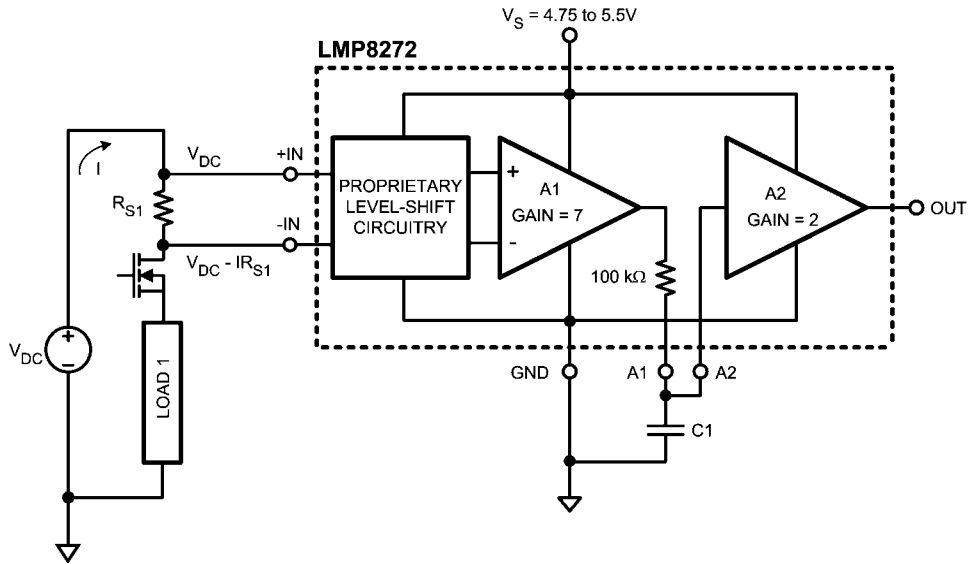 V_S = 4.75 to 5.5V
LMP8272
I
V_DC
+IN
R_S1
-IN
V_DC - IR_S1
PROPRIETARY
LEVEL-SHIFT
CIRCUITRY
+
-
A1
GAIN = 7
A2
GAIN = 2
OUT
100 kΩ
V_DC
+
-
LOAD 1
GND
A1
A2
C1